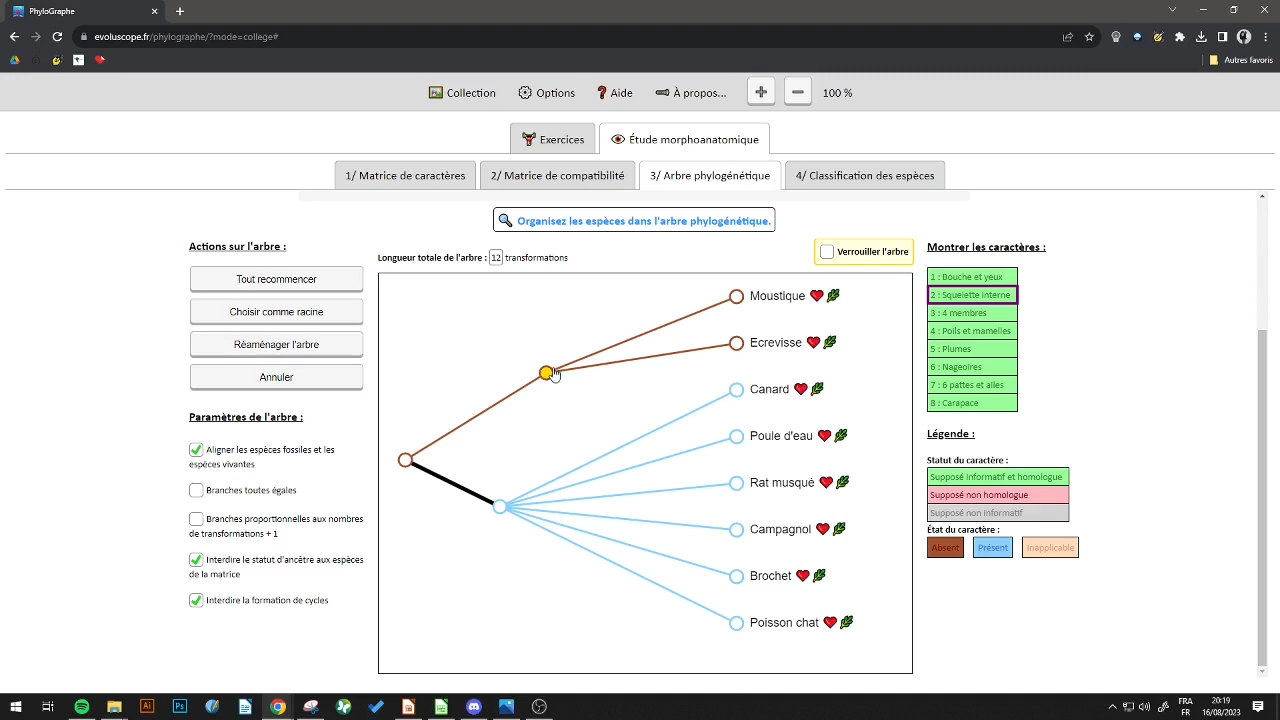 PhyloGraphe
evoluscope.fr/phylographe/?mode=college#
Autres favoris
Collection
Options
Aide
À propos...
100 %
Exercices
Étude morphoanatomique
1/ Matrice de caractères
2/ Matrice de compatibilité
3/ Arbre phylogénétique
4/ Classification des espèces
Organisez les espèces dans l'arbre phylogénétique.
Actions sur l'arbre :
Tout recommencer
Choisir comme racine
Réaménager l'arbre
Annuler
Paramètres de l'arbre :
Aligner les espèces fossiles et les
espèces vivantes
Branches toutes égales
Branches proportionnelles aux nombres
de transformations + 1
Interdire le statut d'ancêtre aux espèces
de la matrice
Interdire la formation de cycles
Longueur totale de l'arbre : 12 transformations
Verrouiller l'arbre
Moustique
Ecrevisse
Canard
Poule d'eau
Rat musqué
Campagnol
Brochet
Poisson chat
Montrer les caractères :
1 : Bouche et yeux
2 : Squelette interne
3 : 4 membres
4 : Poils et mamelles
5 : Plumes
6 : Nageoires
7 : 6 pattes et ailes
8 : Carapace
Légende :
Statut du caractère :
Supposé informatif et homologue
Supposé non homologue
Supposé non informatif
État du caractère :
Absent
Présent
Inapplicable
Ai
Ps
FRA
FR
20:19
16/08/2023